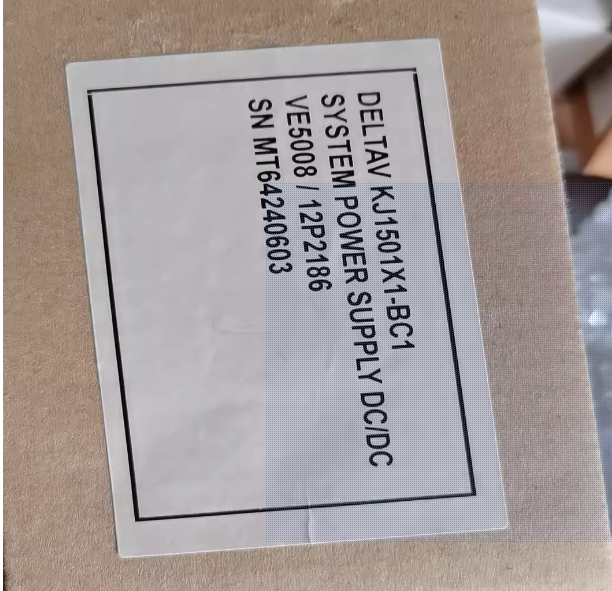 DELTAV KJ1501X1-BC1
SYSTEM POWER SUPPLY DC/DC
VE5008 / 12P2186
SN MT64240603